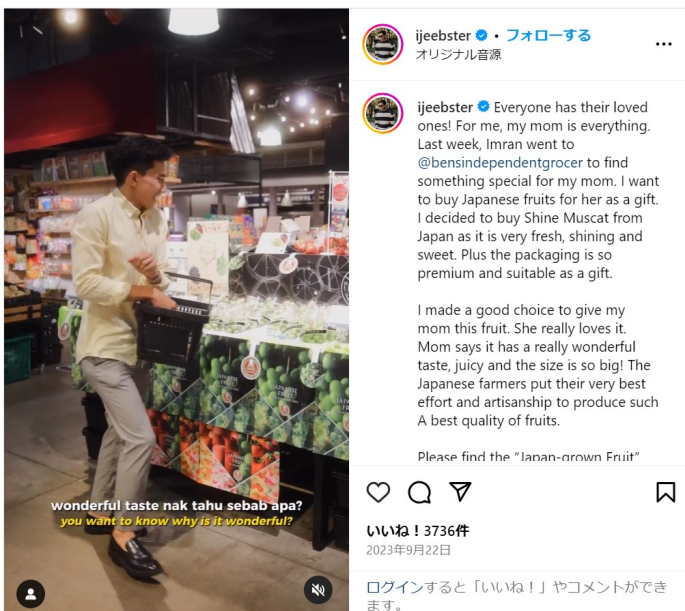 ijeebster • フォローする
オリジナル音源
ijeebster Everyone has their loved
ones! For me, my mom is everything.
Last week, Imran went to
@bensindependentgrocer to find
something special for my mom. I want
to buy Japanese fruits for her as a gift.
I decided to buy Shine Muscat from
Japan as it is very fresh, shining and
sweet. Plus the packaging is so
premium and suitable as a gift.
I made a good choice to give my
mom this fruit. She really loves it.
Mom says it has a really wonderful
taste, juicy and the size is so big! The
Japanese farmers put their very best
effort and artisanship to produce such
A best quality of fruits.
Please find the “Japan-grown Fruit”
wonderful taste nak tahu sebab apa?
you want to know why is it wonderful?
いいね！3736件
2023年9月22日
ログインすると「いいね！」やコメントができ
ます。